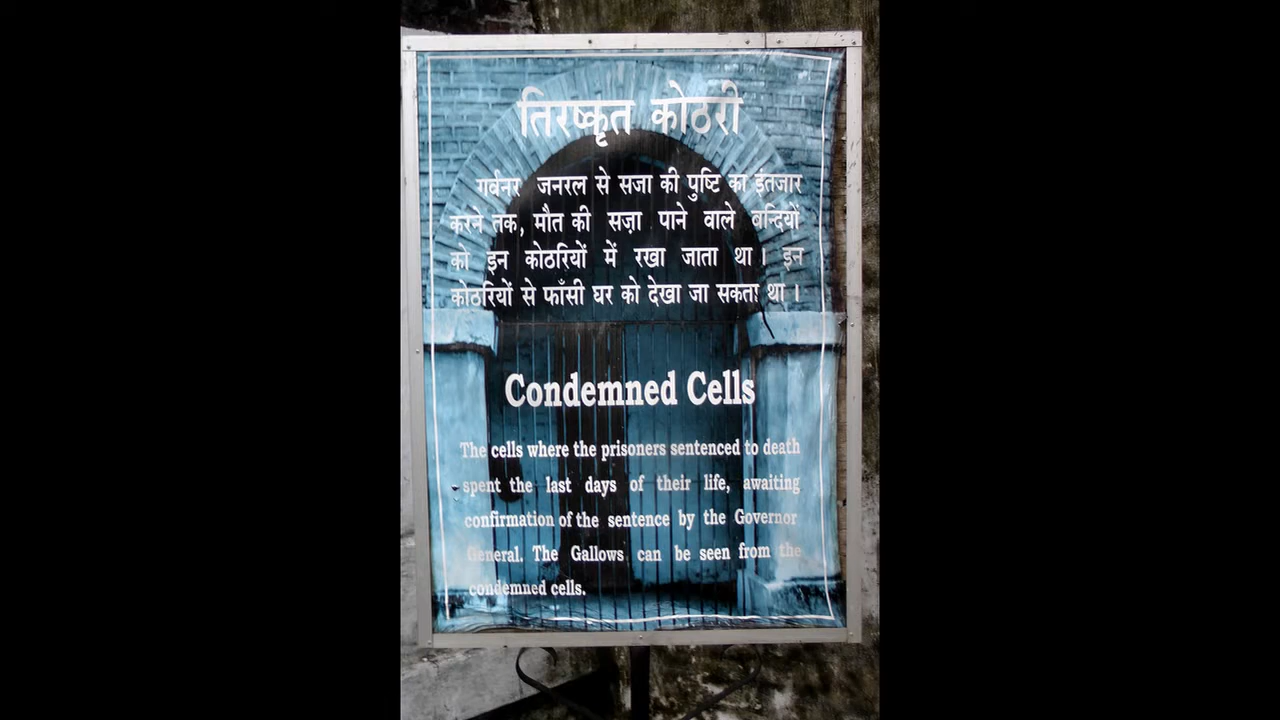 तिरष्कृत कोठरी
गर्वनर जनरल से सजा की पुष्टि का इंतजार
करने तक, मौत की सज़ा पाने वाले बन्दियों
को इन कोठरियों में रखा जाता था। इन
कोठरियों से फाँसी घर को देखा जा सकता था।
Condemned Cells
The cells where the prisoners sentenced to death
spent the last days of their life, awaiting
confirmation of the sentence by the Governor
General. The Gallows can be seen from the
condemned cells.